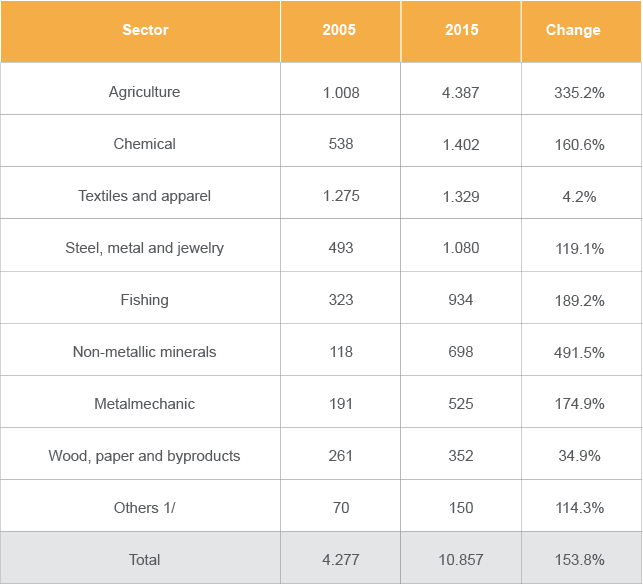 Sector 2005 2015 Change
Agriculture 1.008 4.387 335.2%
Chemical 538 1.402 160.6%
Textiles and apparel 1.275 1.329 4.2%
Steel, metal and jewelry 493 1.080 119.1%
Fishing 323 934 189.2%
Non-metallic minerals 118 698 491.5%
Metalmechanic 191 525 174.9%
Wood, paper and byproducts 261 352 34.9%
Others 1/ 70 150 114.3%
Total 4.277 10.857 153.8%